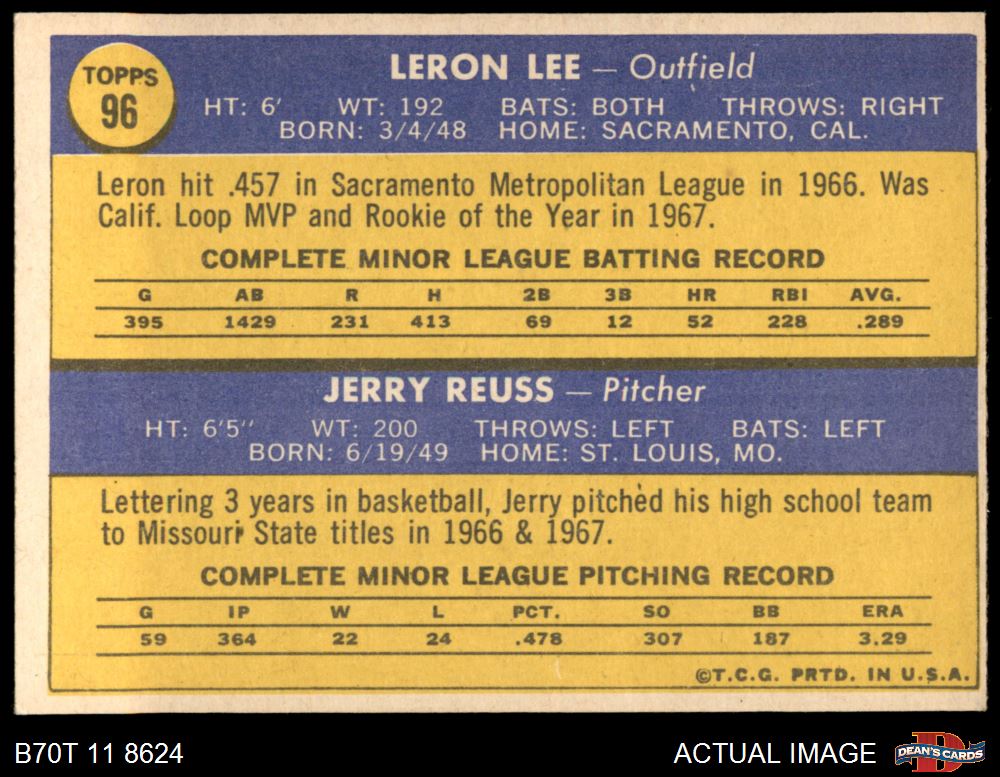 TOPPS
96
LERON LEE — Outfield
HT: 6' WT: 192 BATS: BOTH THROWS: RIGHT
BORN: 3/4/48 HOME: SACRAMENTO, CAL.
Leron hit .457 in Sacramento Metropolitan League in 1966. Was
Calif. Loop MVP and Rookie of the Year in 1967.
COMPLETE MINOR LEAGUE BATTING RECORD
G AB R H 2B 3B HR RBI AVG.
395 1429 231 413 69 12 52 228 .289
JERRY REUSS — Pitcher
HT: 6'5" WT: 200 THROWS: LEFT BATS: LEFT
BORN: 6/19/49 HOME: ST. LOUIS, MO.
Lettering 3 years in basketball, Jerry pitched his high school team
to Missouri State titles in 1966 & 1967.
COMPLETE MINOR LEAGUE PITCHING RECORD
G IP W L PCT. SO BB ERA
59 364 22 24 .478 307 187 3.29
©T.C.G. PRTD. IN U.S.A.
B70T 11 8624
ACTUAL IMAGE
D
DEAN'S CARDS